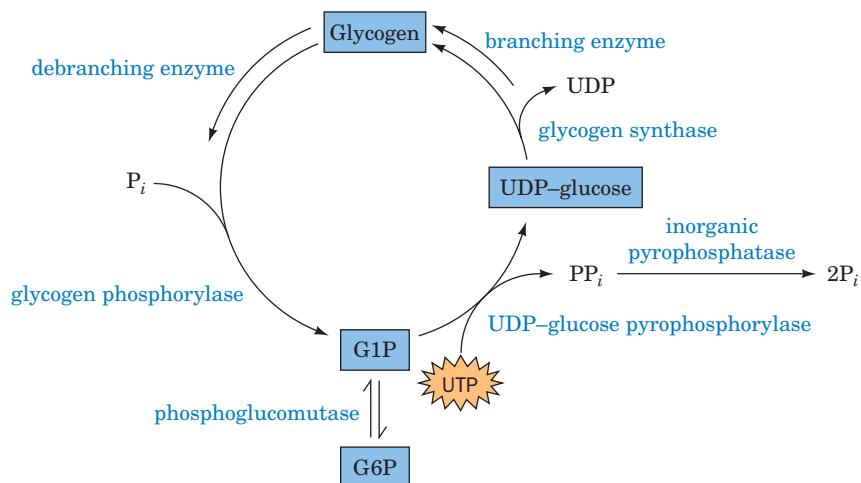 Glycogen
branching enzyme
debranching enzyme
UDP
glycogen synthase
P𝑖
UDP–glucose
inorganic
pyrophosphatase
PP𝑖
2P𝑖
glycogen phosphorylase
UDP–glucose pyrophosphorylase
G1P
UTP
phosphoglucomutase
G6P